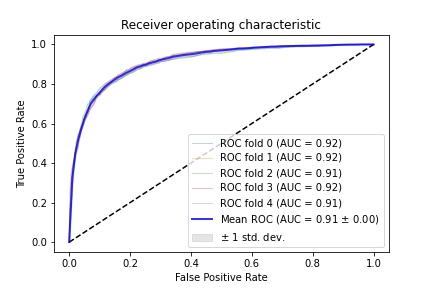 Receiver operating characteristic
True Positive Rate
1.0
0.8
0.6
0.4
0.2
0.0
ROC fold 0 (AUC = 0.92)
ROC fold 1 (AUC = 0.92)
ROC fold 2 (AUC = 0.91)
ROC fold 3 (AUC = 0.92)
ROC fold 4 (AUC = 0.91)
Mean ROC (AUC = 0.91 ± 0.00)
± 1 std. dev.
0.0 0.2 0.4 0.6 0.8 1.0
False Positive Rate